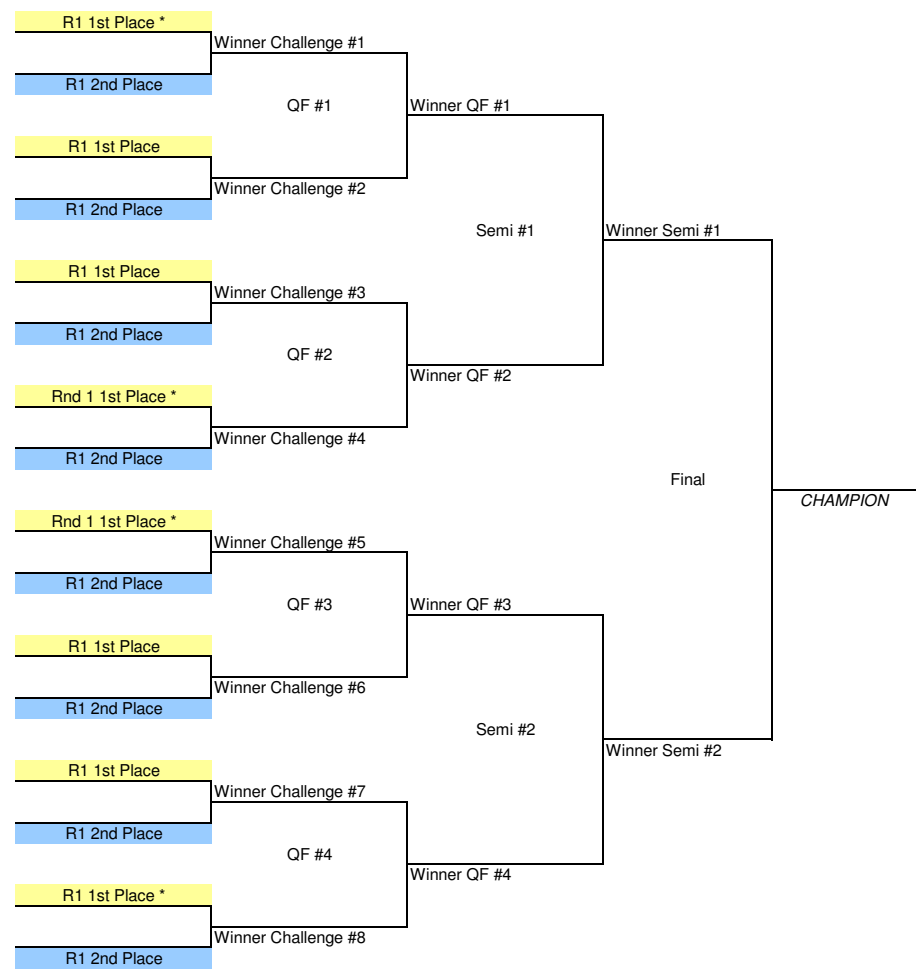 R1 1st Place *
Winner Challenge #1
R1 2nd Place
QF #1
Winner QF #1
R1 1st Place
Winner Challenge #2
R1 2nd Place
Semi #1
Winner Semi #1
R1 1st Place
Winner Challenge #3
R1 2nd Place
QF #2
Winner QF #2
Rnd 1 1st Place *
Winner Challenge #4
R1 2nd Place
Final
CHAMPION
Rnd 1 1st Place *
Winner Challenge #5
R1 2nd Place
QF #3
Winner QF #3
R1 1st Place
Winner Challenge #6
R1 2nd Place
Semi #2
Winner Semi #2
R1 1st Place
Winner Challenge #7
R1 2nd Place
QF #4
Winner QF #4
R1 1st Place *
Winner Challenge #8
R1 2nd Place